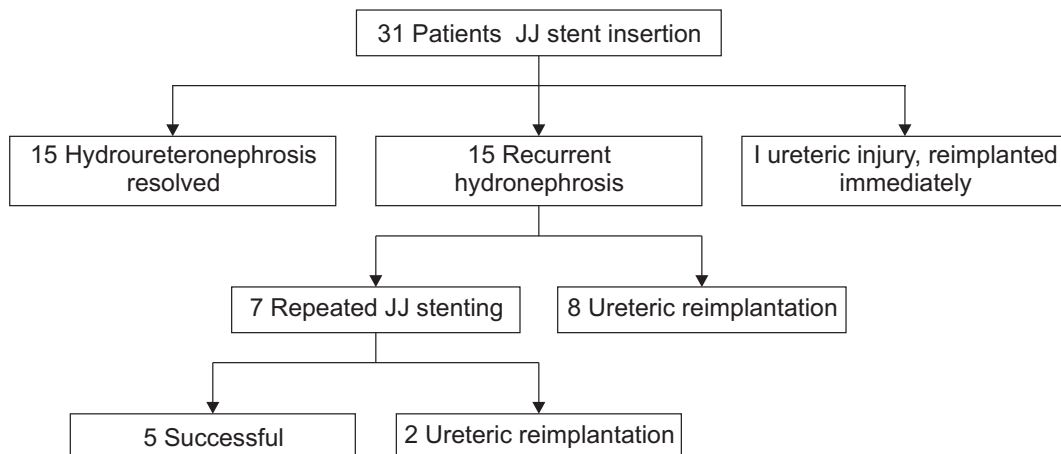 31 Patients JJ stent insertion
15 Hydroureteronephrosis
resolved
15 Recurrent
hydronephrosis
I ureteric injury, reimplanted
immediately
7 Repeated JJ stenting
8 Ureteric reimplantation
5 Successful
2 Ureteric reimplantation